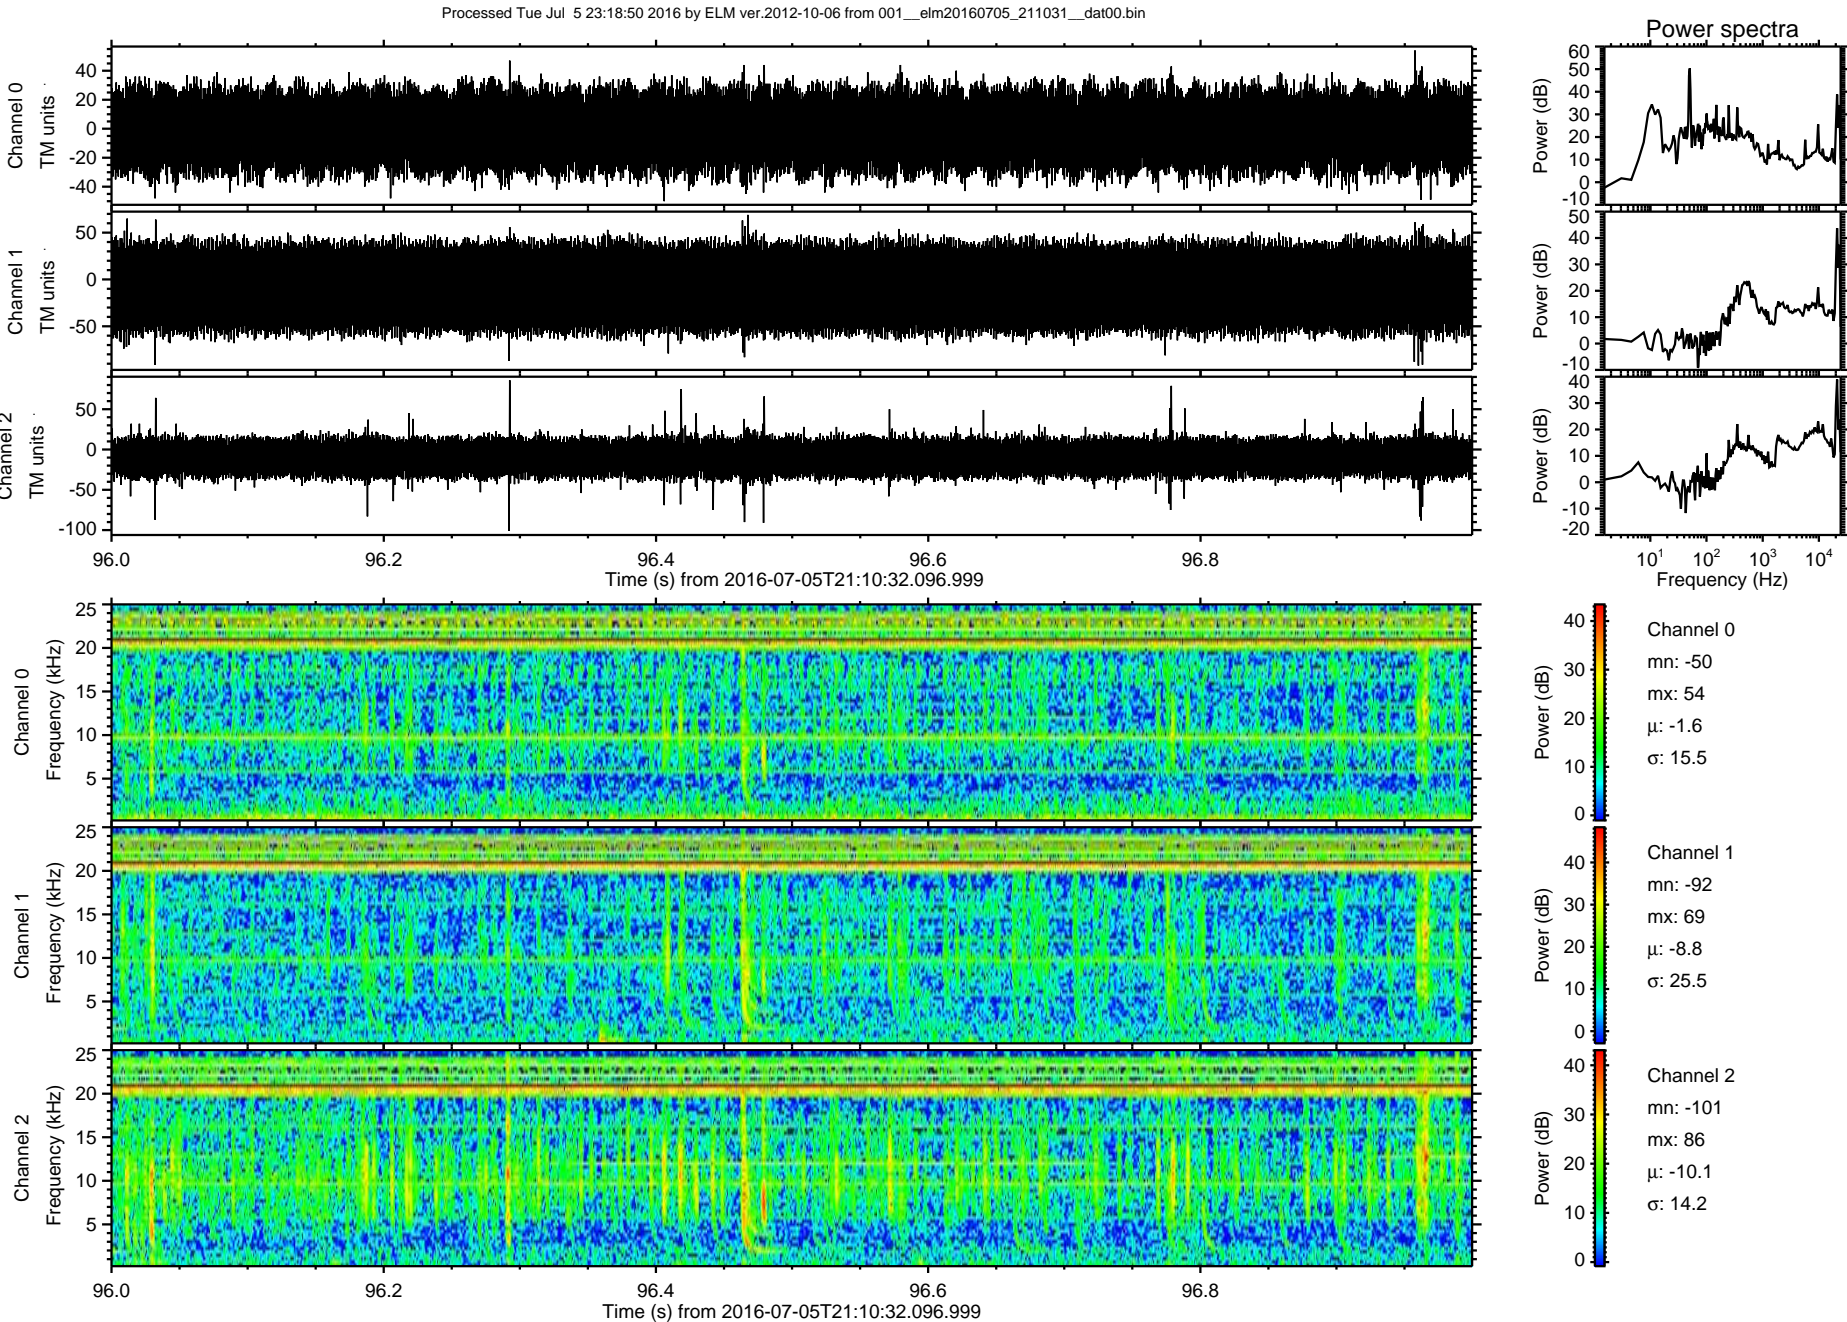 Processed Tue Jul 5 23:18:50 2016 by ELM ver.2012-10-06 from 001__elm20160705_211031__dat00.bin
Power spectra
Channel 0
TM units
40
20
0
-20
-40
Power (dB)
60
50
40
30
20
10
0
-10
Channel 1
TM units
50
0
-50
Power (dB)
50
40
30
20
10
0
-10
Channel 2
TM units
50
0
-50
-100
Power (dB)
40
30
20
10
0
-10
-20
96.0 96.2 96.4 96.6 96.8
Time (s) from 2016-07-05T21:10:32.096.999
10^1 10^2 10^3 10^4
Frequency (Hz)
Channel 0
Frequency (kHz)
25
20
15
10
5
Power (dB)
40
30
20
10
0
Channel 0
mn: -50
mx: 54
μ: -1.6
σ: 15.5
Channel 1
Frequency (kHz)
25
20
15
10
5
Power (dB)
40
30
20
10
0
Channel 1
mn: -92
mx: 69
μ: -8.8
σ: 25.5
Channel 2
Frequency (kHz)
25
20
15
10
5
Power (dB)
40
30
20
10
0
Channel 2
mn: -101
mx: 86
μ: -10.1
σ: 14.2
96.0 96.2 96.4 96.6 96.8
Time (s) from 2016-07-05T21:10:32.096.999